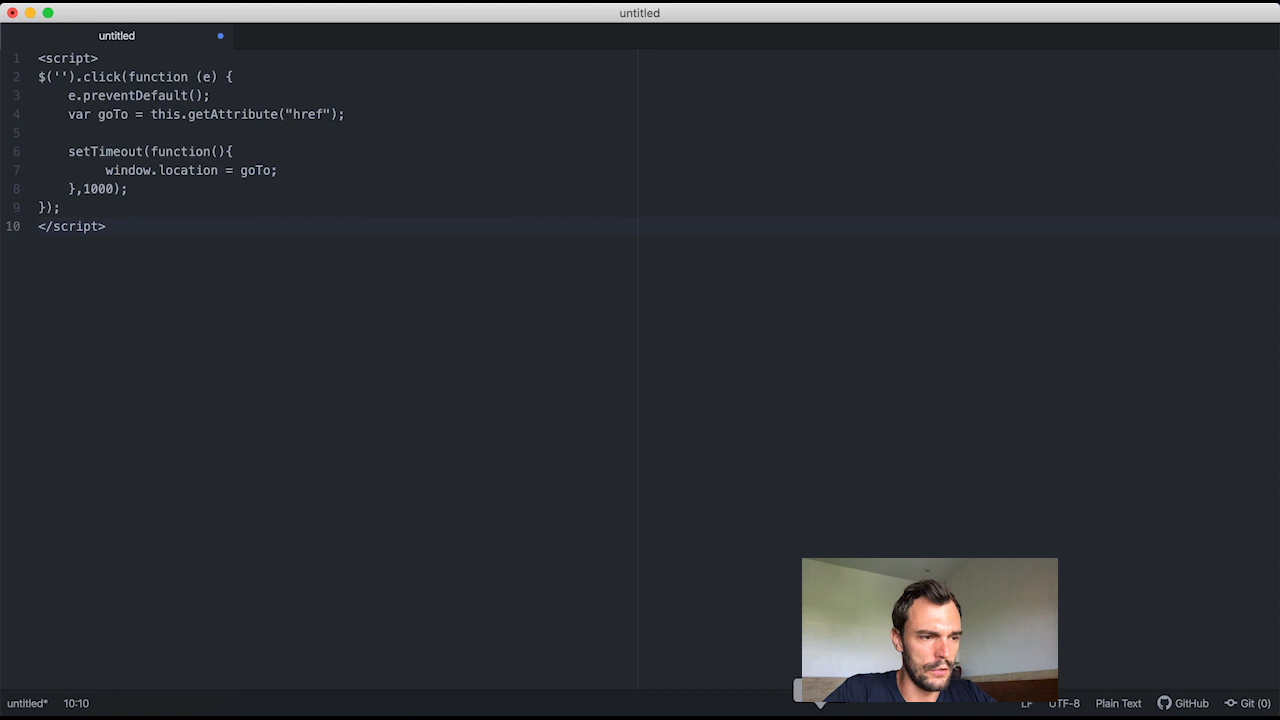 untitled
untitled
1 <script>
2 $('').click(function (e) {
3 e.preventDefault();
4 var goTo = this.getAttribute("href");
5
6 setTimeout(function(){
7 window.location = goTo;
8 },1000);
9 });
10 </script>
untitled* 10:10 LF UTF-8 Plain Text GitHub Git (0)